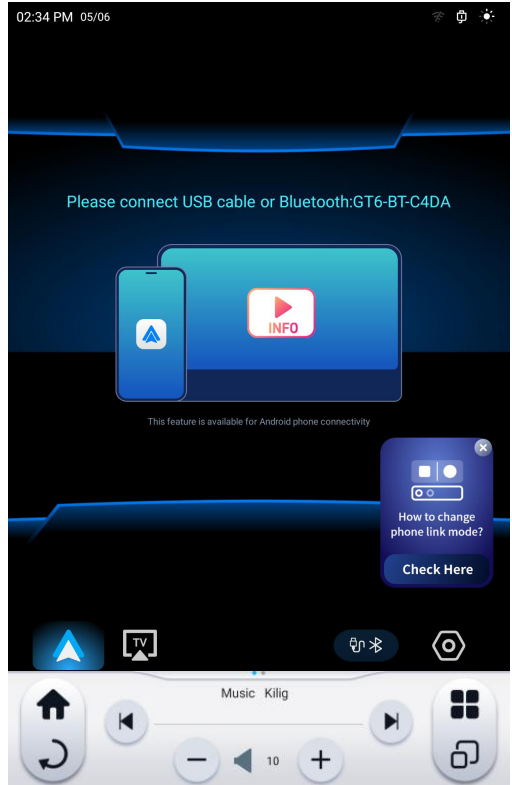 02:34 PM 05/06
Please connect USB cable or Bluetooth:GT6-BT-C4DA
INFO
This feature is available for Android phone connectivity
How to change
phone link mode?
Check Here
TV
Music Kilig
10